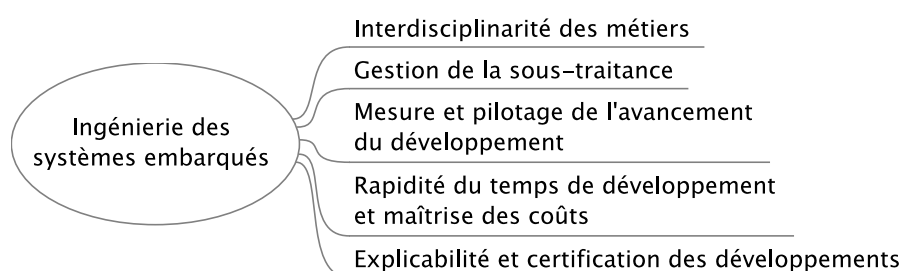 Interdisciplinarité des métiers
Gestion de la sous-traitance
Ingénierie des
systèmes embarqués
Mesure et pilotage de l'avancement
du développement
Rapidité du temps de développement
et maîtrise des coûts
Explicabilité et certification des développements